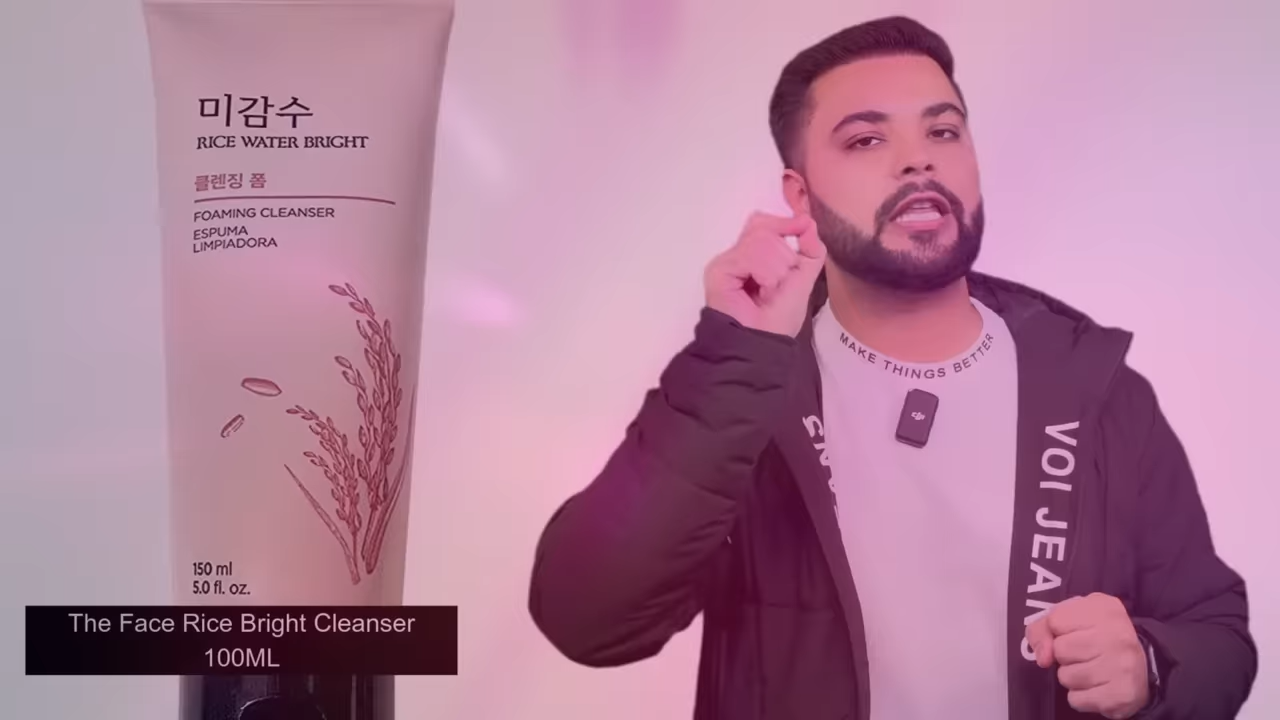 미감수
RICE WATER BRIGHT
클렌징 폼
FOAMING CLEANSER
ESPUMA
LIMPIADORA
150 ml
5.0 fl. oz.
The Face Rice Bright Cleanser
100ML
MAKE THINGS BETTER
dji
VOI JEANS